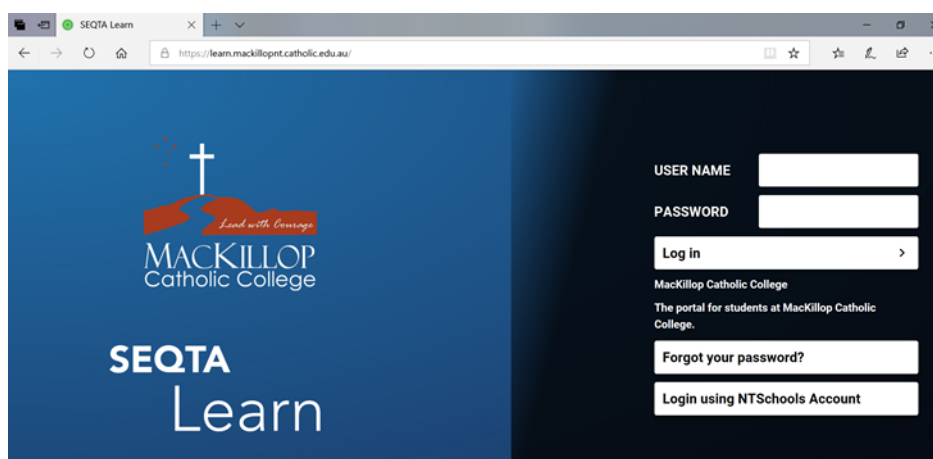 SEQTA Learn
https://learn.mackillopnt.catholic.edu.au/
Lead with Courage
MACKILLOP
Catholic College
SEQTA
Learn
USER NAME
PASSWORD
Log in
MacKillop Catholic College
The portal for students at MacKillop Catholic
College.
Forgot your password?
Login using NTSchools Account